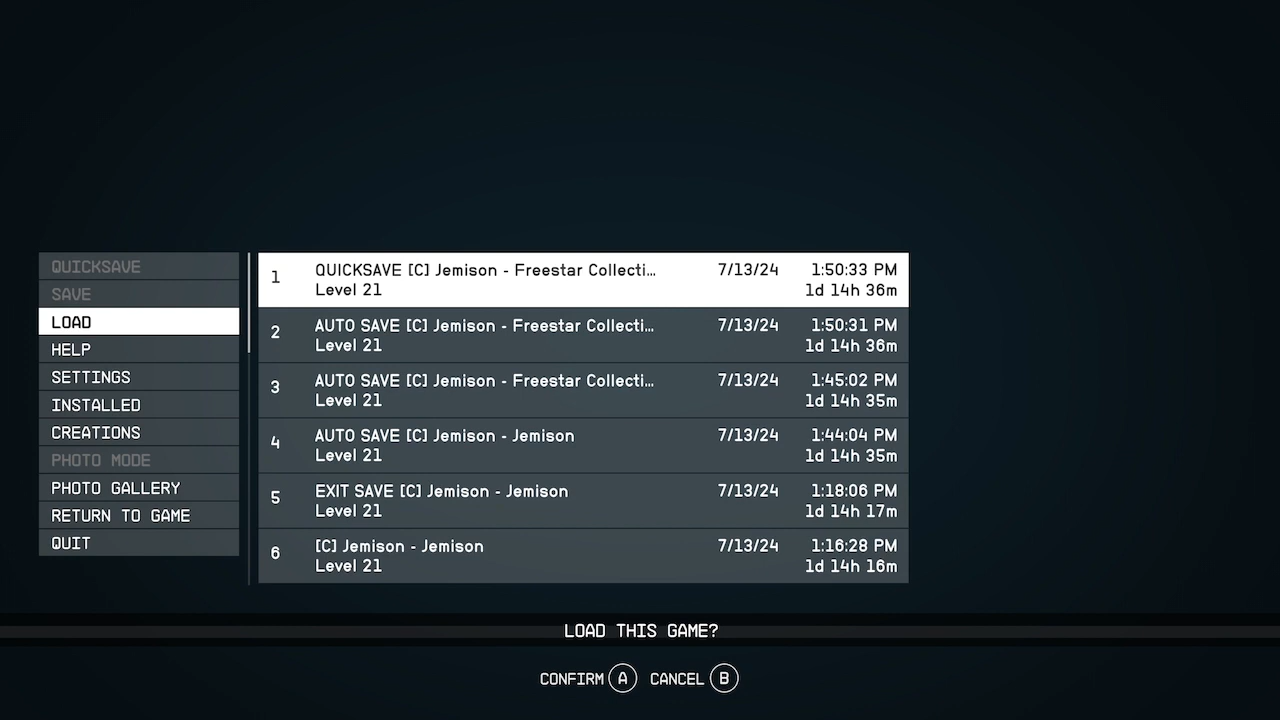 QUICKSAVE
SAVE
LOAD
HELP
SETTINGS
INSTALLED
CREATIONS
PHOTO MODE
PHOTO GALLERY
RETURN TO GAME
QUIT
1 QUICKSAVE [C] Jemison - Freestar Collecti... 7/13/24 1:50:33 PM
Level 21 1d 14h 36m
2 AUTO SAVE [C] Jemison - Freestar Collecti... 7/13/24 1:50:31 PM
Level 21 1d 14h 36m
3 AUTO SAVE [C] Jemison - Freestar Collecti... 7/13/24 1:45:02 PM
Level 21 1d 14h 35m
4 AUTO SAVE [C] Jemison - Jemison 7/13/24 1:44:04 PM
Level 21 1d 14h 35m
5 EXIT SAVE [C] Jemison - Jemison 7/13/24 1:18:06 PM
Level 21 1d 14h 17m
6 [C] Jemison - Jemison 7/13/24 1:16:28 PM
Level 21 1d 14h 16m
LOAD THIS GAME?
CONFIRM A CANCEL B